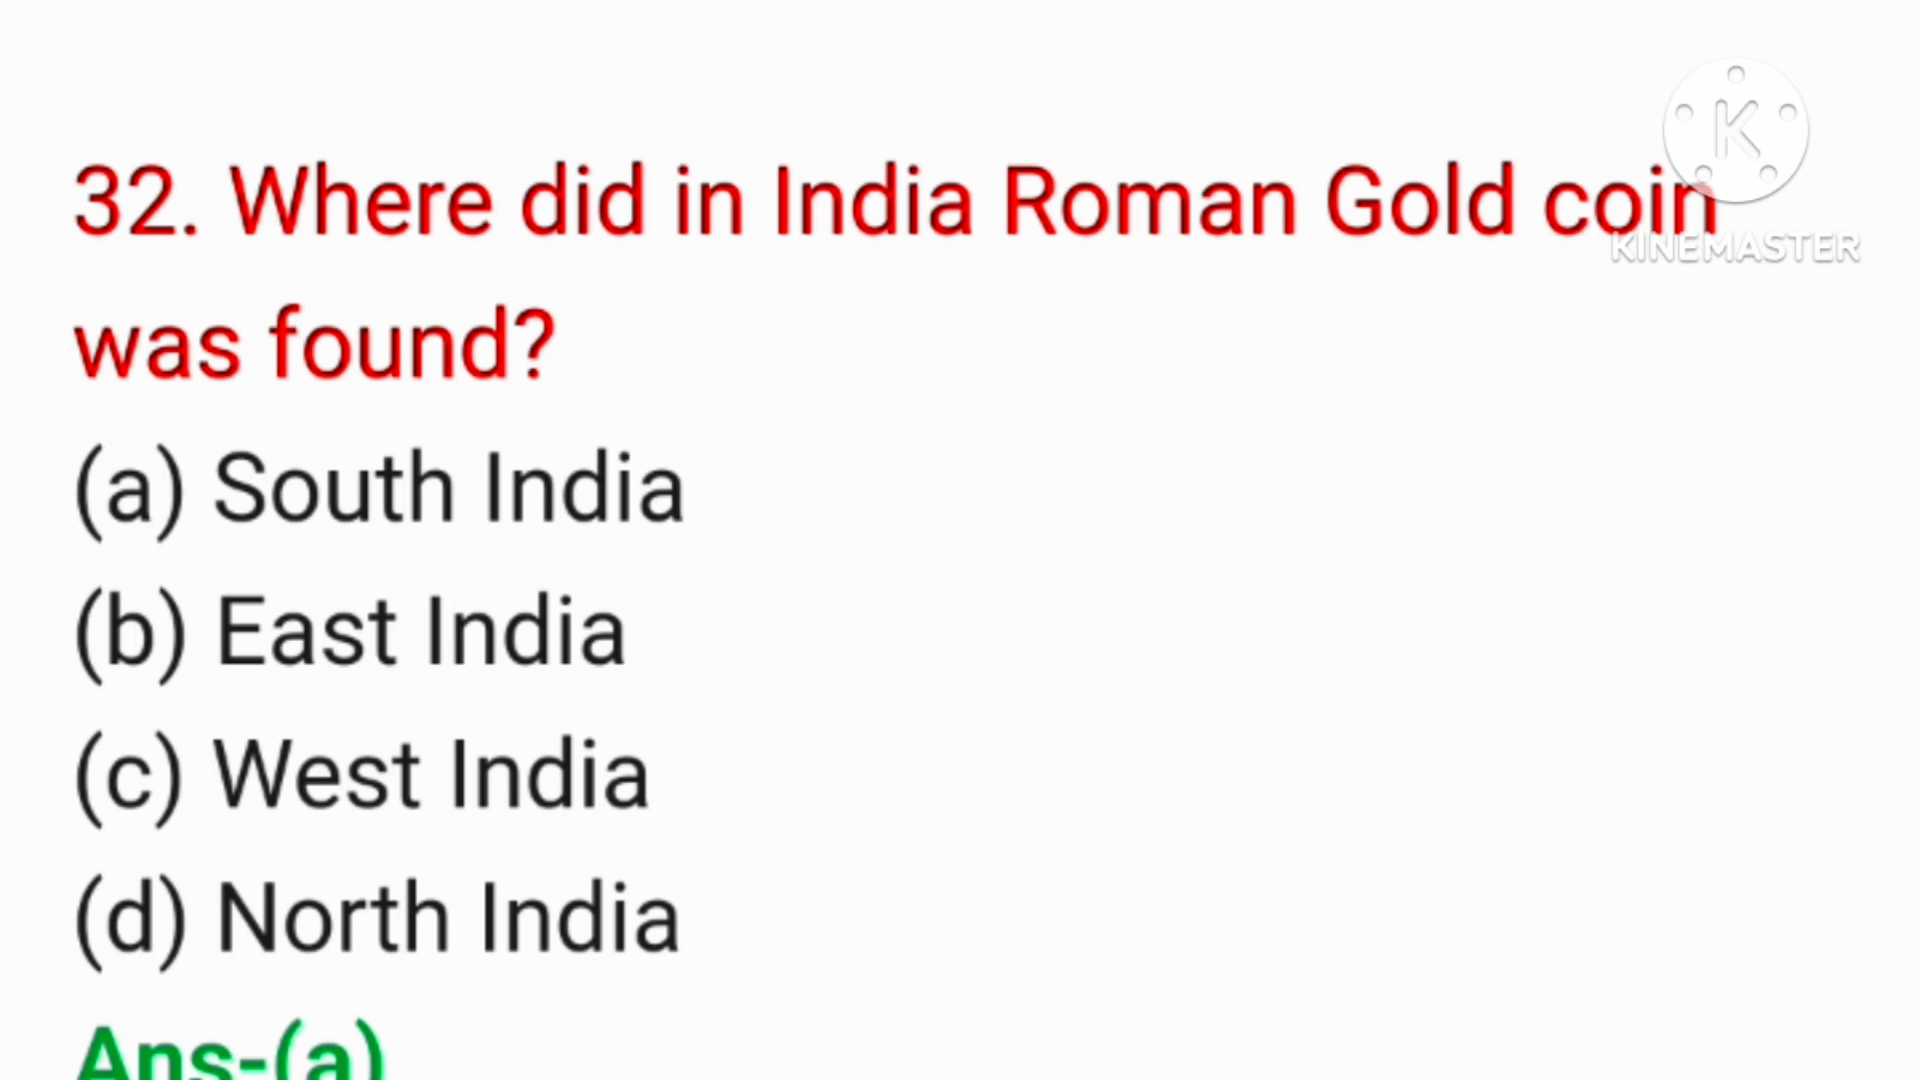 32. Where did in India Roman Gold coin
was found?
(a) South India
(b) East India
(c) West India
(d) North India
Ans-(a)
K
KINEMASTER